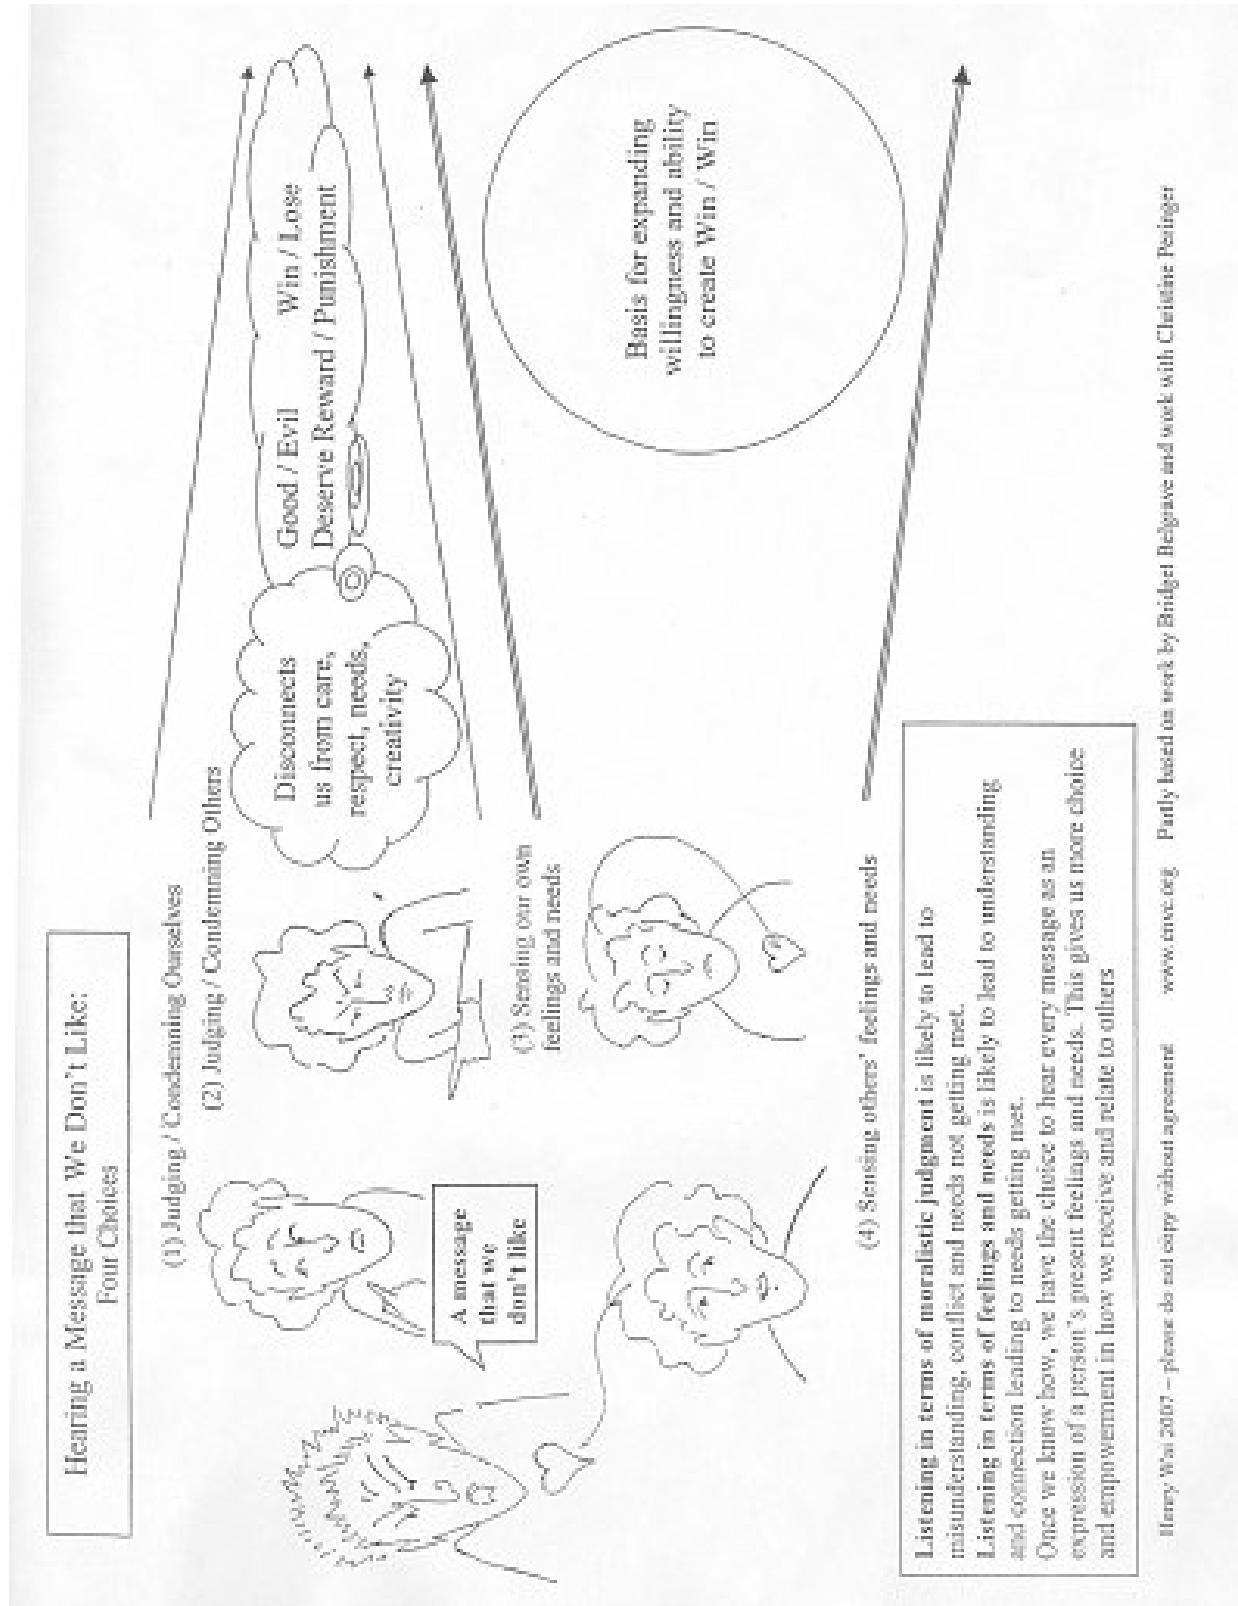 Hearing a Message that We Don't Like:
Four Choices
(1) Judging / Condemning Ourselves
(2) Judging / Condemning Others
Disconnects
us from care,
respect, needs,
creativity
Good / Evil Win / Lose
Deserve Reward / Punishment
A message
that we
don't like
(3) Sensing our own
feelings and needs
Basis for expanding
willingness and ability
to create Win / Win
(4) Sensing others' feelings and needs
Listening in terms of moralistic judgment is likely to lead to
misunderstanding, conflict and needs not getting met.
Listening in terms of feelings and needs is likely to lead to understanding
and connection leading to needs getting met.
Once we know how, we have the choice to hear every message as an
expression of a person's present feelings and needs. This gives us more choice
and empowerment in how we receive and relate to others
Henry Wai 2007 – please do not copy without agreement www.cnvc.org Partly based on work by Bridget Belgrave and work with Christine Peringer